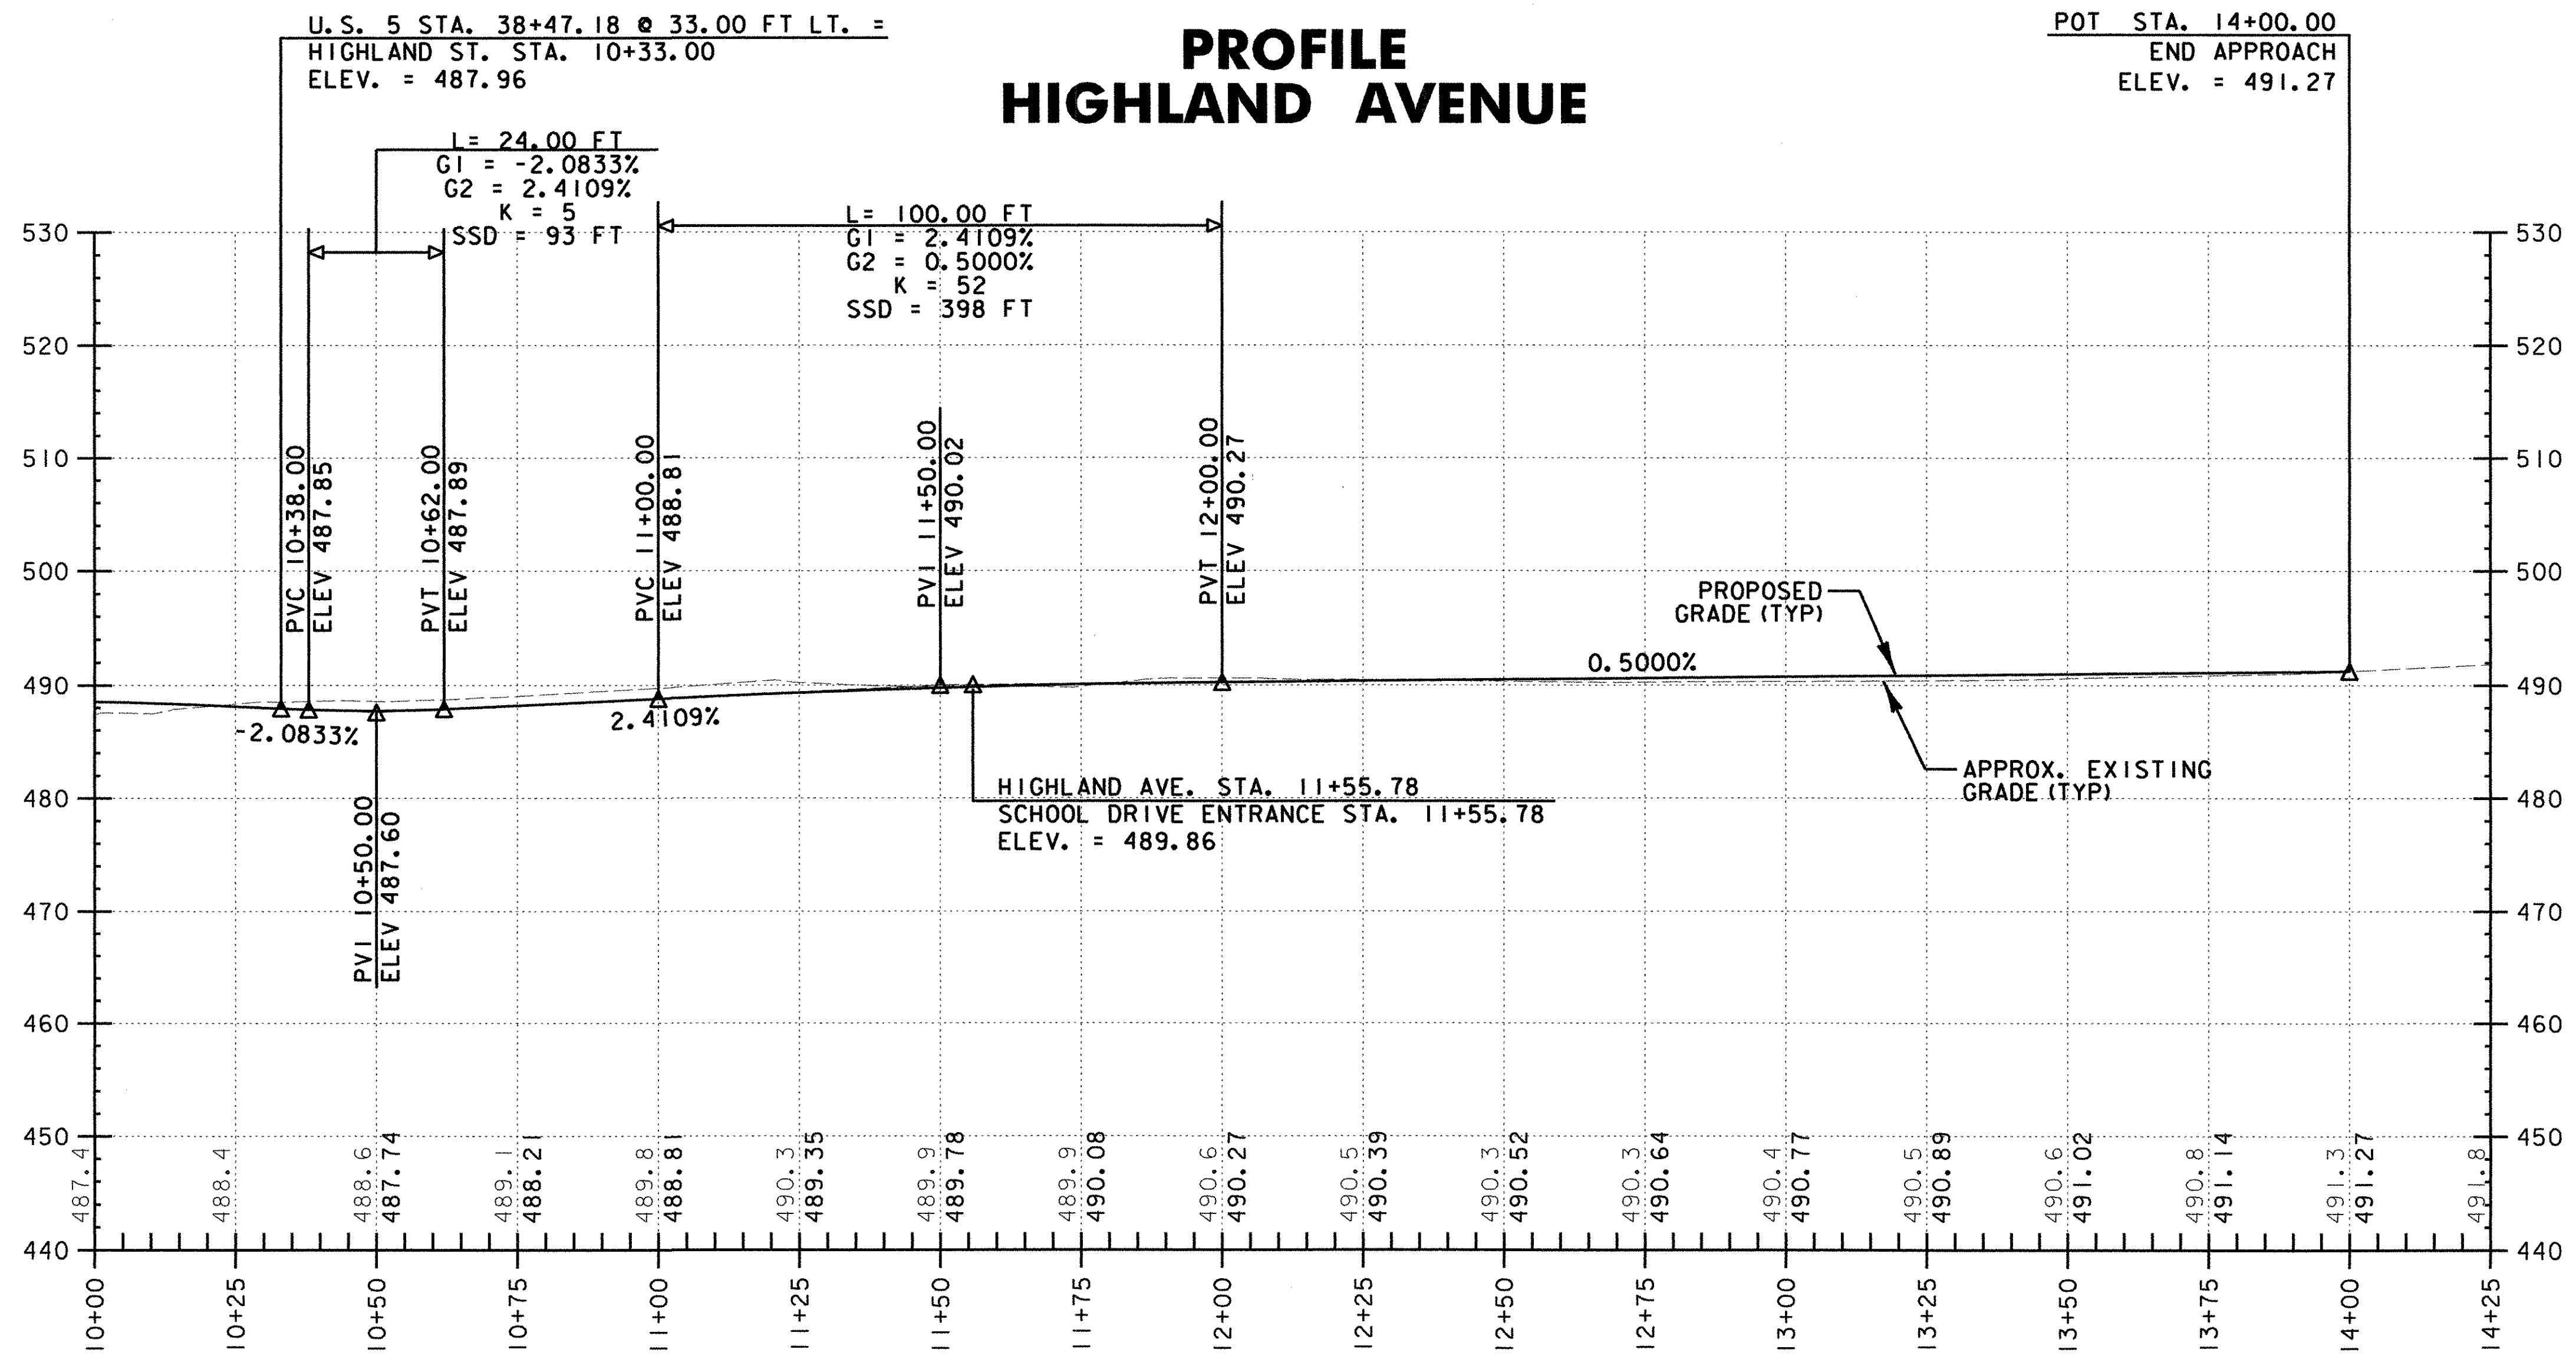 U.S. 5 STA. 38+47.18 @ 33.00 FT LT. =
HIGHLAND ST. STA. 10+33.00
ELEV. = 487.96
PROFILE
HIGHLAND AVENUE
POT STA. 14+00.00
END APPROACH
ELEV. = 491.27
L= 24.00 FT
G1 = -2.0833%
G2 = 2.4109%
K = 5
SSD = 93 FT
L= 100.00 FT
G1 = 2.4109%
G2 = 0.5000%
K = 52
SSD = 398 FT
530
520
510
500
490
480
470
460
450
440
530
520
510
500
490
480
470
460
450
440
PVC 10+38.00
ELEV 487.85
PVT 10+62.00
ELEV 487.89
PVC 11+00.00
ELEV 488.81
PVI 11+50.00
ELEV 490.02
PVT 12+00.00
ELEV 490.27
PROPOSED
GRADE (TYP)
0.5000%
-2.0833%
2.4109%
APPROX. EXISTING
GRADE (TYP)
HIGHLAND AVE. STA. 11+55.78
SCHOOL DRIVE ENTRANCE STA. 11+55.78
ELEV. = 489.86
PVI 10+50.00
ELEV 487.60
487.4
488.4
488.6
487.74
489.1
488.21
489.8
488.81
490.3
489.35
489.9
489.78
489.9
490.08
490.6
490.27
490.5
490.39
490.3
490.52
490.3
490.64
490.4
490.77
490.5
490.89
490.6
491.02
490.8
491.14
491.3
491.27
491.8
10+00
10+25
10+50
10+75
11+00
11+25
11+50
11+75
12+00
12+25
12+50
12+75
13+00
13+25
13+50
13+75
14+00
14+25